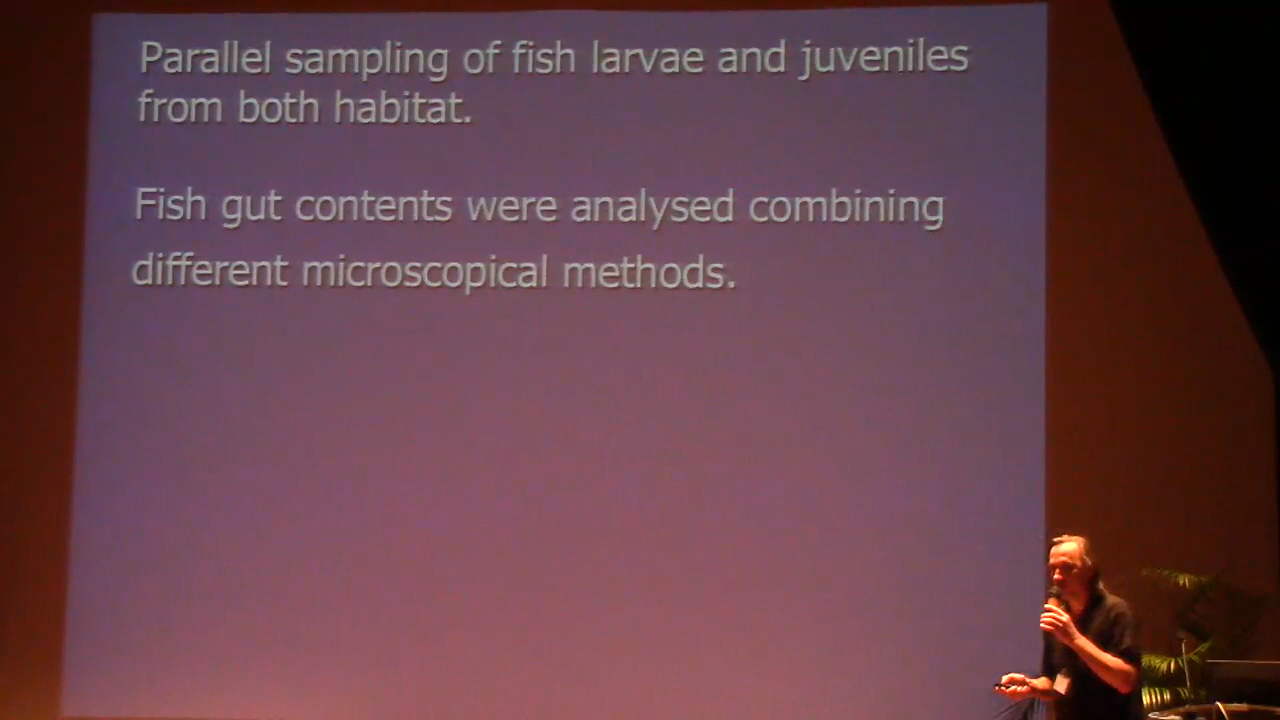 Parallel sampling of fish larvae and juveniles
from both habitat.
Fish gut contents were analysed combining
different microscopical methods.